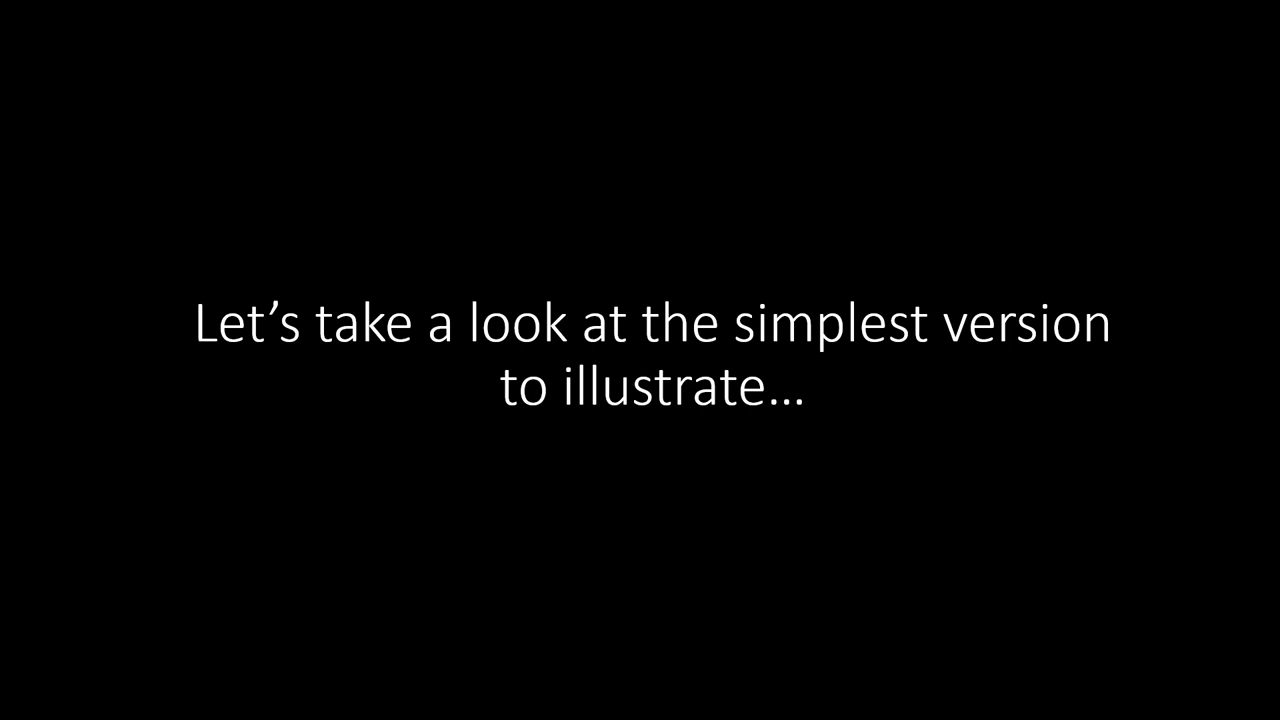 Let’s take a look at the simplest version
to illustrate…